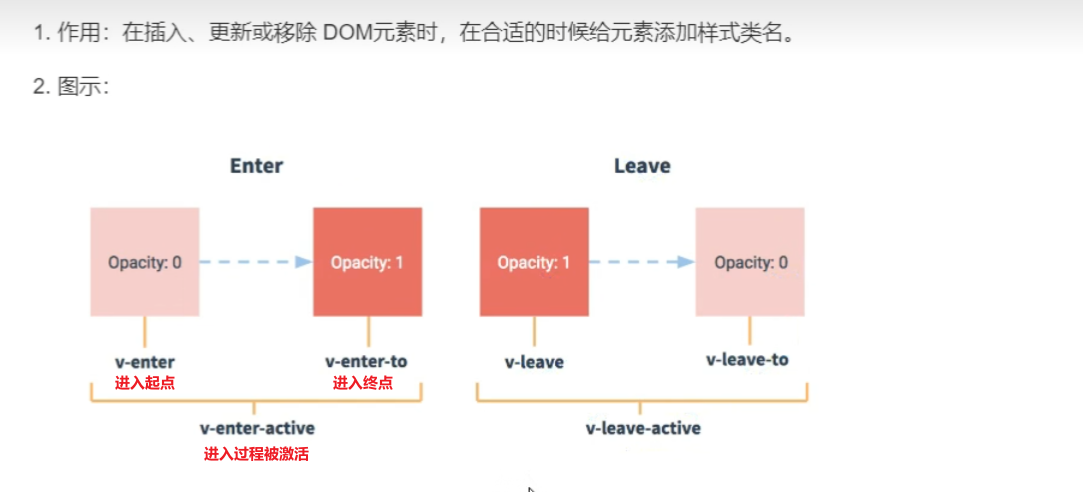 1. 作用：在插入、更新或移除 DOM元素时，在合适的时候给元素添加样式类名。
2. 图示：
Enter
Leave
Opacity: 0
Opacity: 1
Opacity: 1
Opacity: 0
v-enter
v-enter-to
v-leave
v-leave-to
进入起点
进入终点
v-enter-active
v-leave-active
进入过程被激活